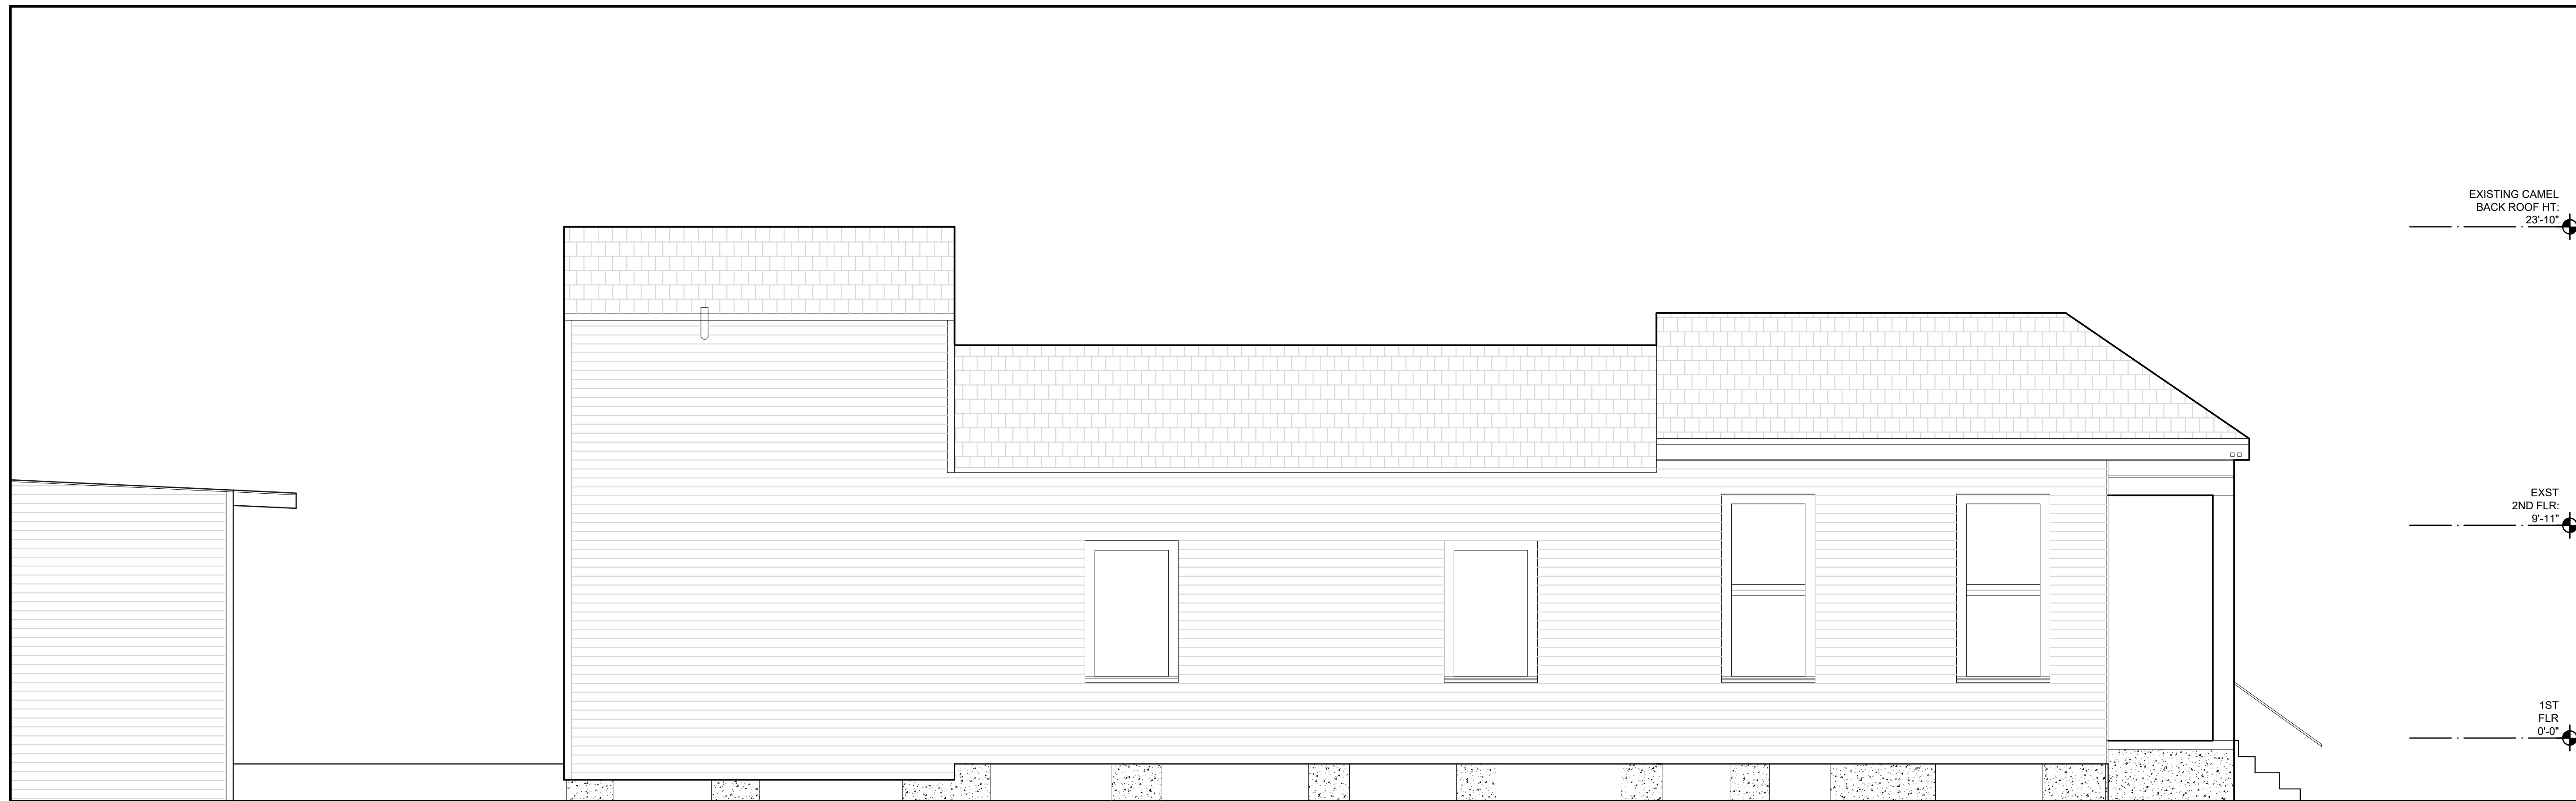 EXISTING CAMEL
BACK ROOF HT:
23'-10"
EXST
2ND FLR:
9'-11"
1ST
FLR
0'-0"